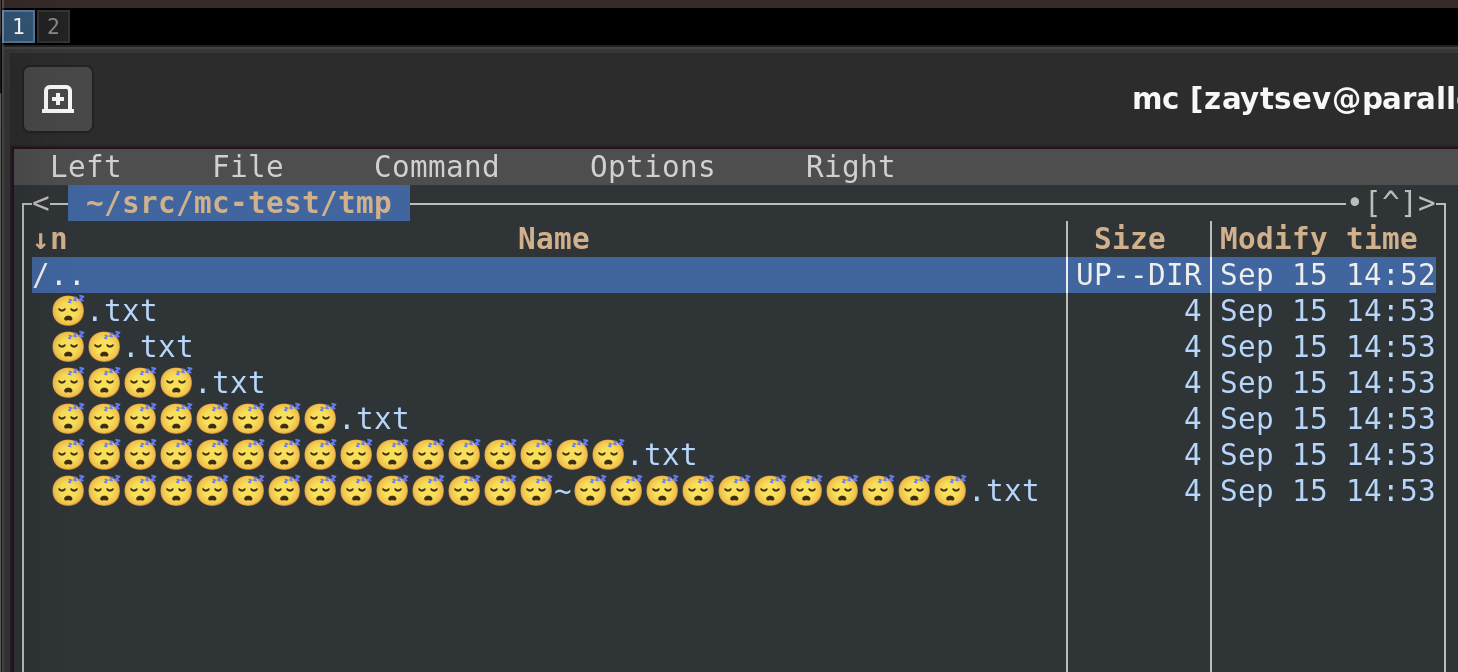 1 2
mc [zaytsev@parall
Left File Command Options Right
<─ ~/src/mc-test/tmp ─•[^]>
↓n Name Size Modify time
/.. UP--DIR Sep 15 14:52
😴.txt 4 Sep 15 14:53
😴😴.txt 4 Sep 15 14:53
😴😴😴😴.txt 4 Sep 15 14:53
😴😴😴😴😴😴😴😴.txt 4 Sep 15 14:53
😴😴😴😴😴😴😴😴😴😴😴😴😴😴😴😴.txt 4 Sep 15 14:53
😴😴😴😴😴😴😴😴😴😴😴😴😴😴~😴😴😴😴😴😴😴😴😴😴😴.txt 4 Sep 15 14:53